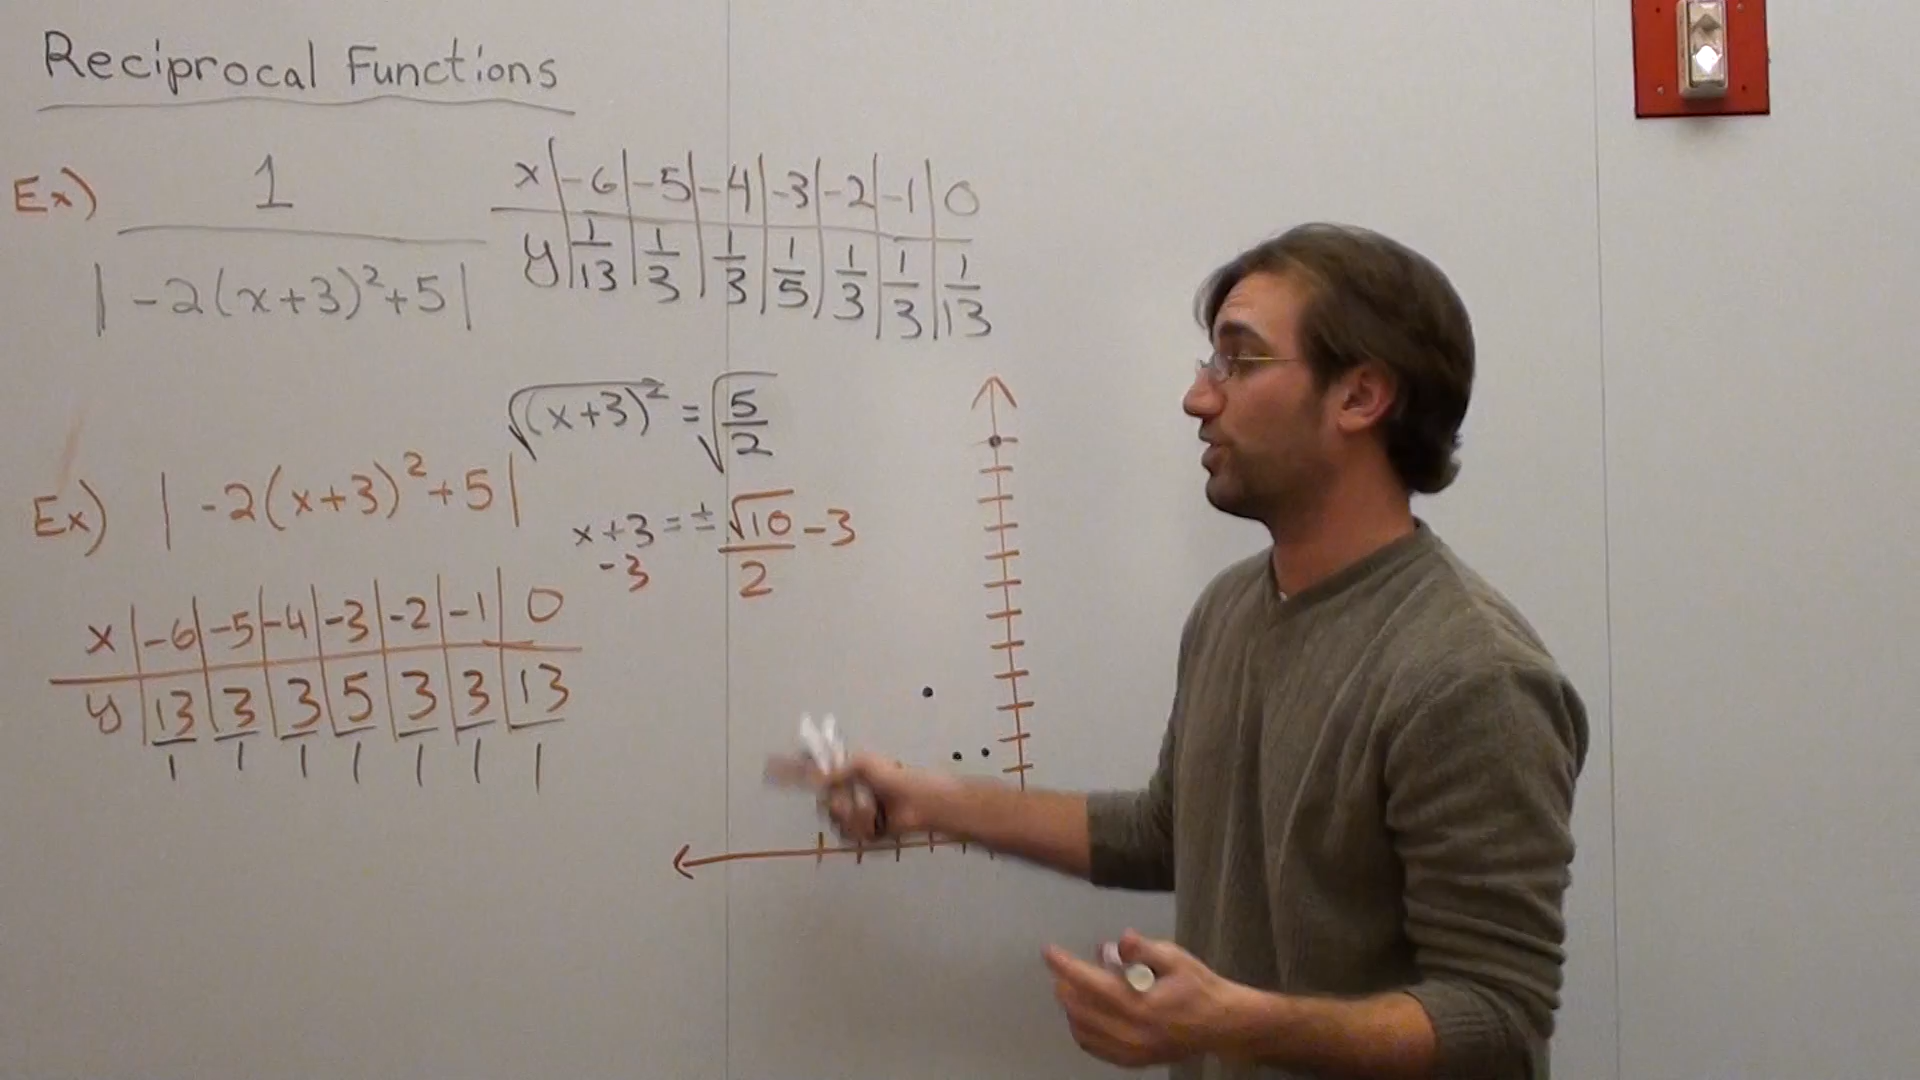 Reciprocal Functions
Ex) 1
|-2(x+3)²+5|
x | -6 | -5 | -4 | -3 | -2 | -1 | 0
y | 1/13 | 1/3 | 1/3 | 1/5 | 1/3 | 1/3 | 1/13
√(x+3)² = √5/2
Ex) |-2(x+3)²+5|
x+3 = ± √10/2 -3
-3
x | -6 | -5 | -4 | -3 | -2 | -1 | 0
y | 13/1 | 3/1 | 3/1 | 5/1 | 3/1 | 3/1 | 13/1